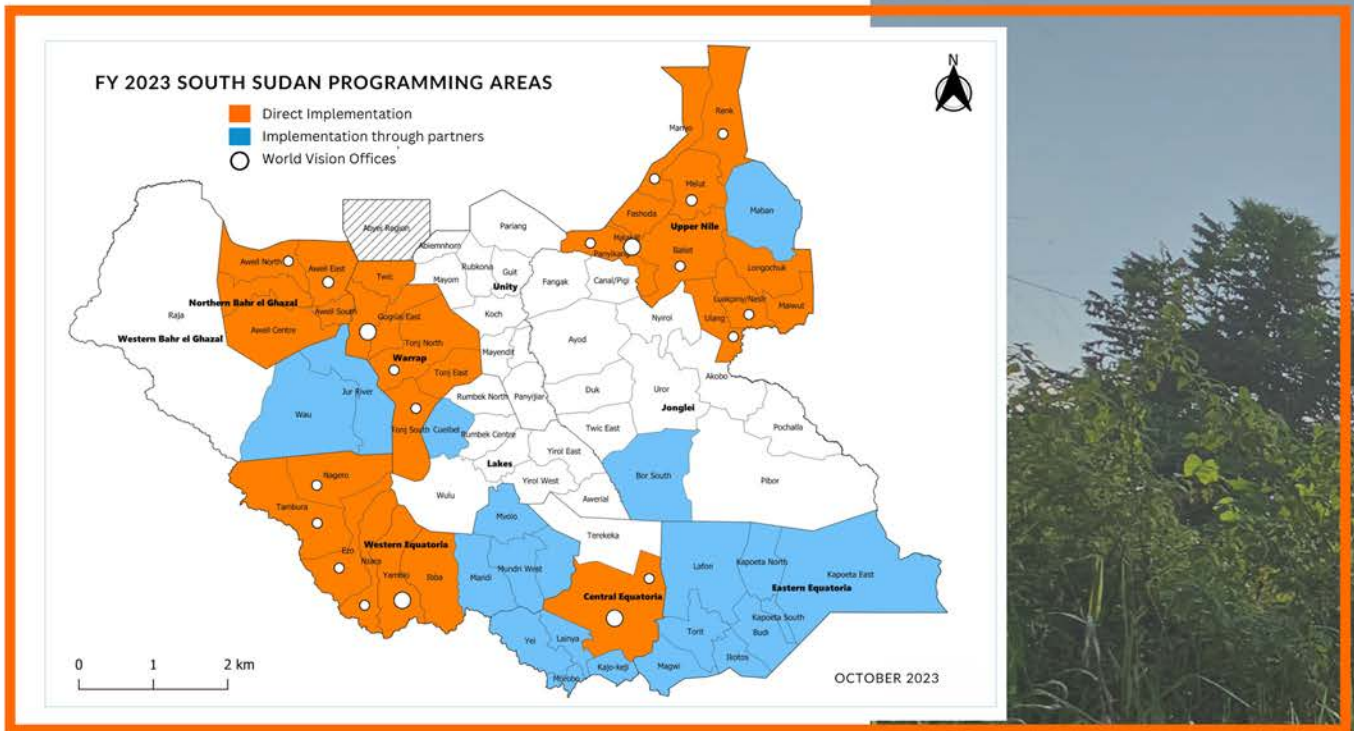 N
FY 2023 SOUTH SUDAN PROGRAMMING AREAS
Direct Implementation
Implementation through partners
World Vision Offices
Renk
Manyo
Melut
Maban
Fashoda
Upper Nile
Abyei Region
Pariang
Panyikang
Baliet
Abiemnhom
Aweil North
Aweil East
Twic
Rubkona
Guit
Mayom
Unity
Fangak
Canal/Pigi
Longochuk
Luakpiny/Nasir
Maiwut
Ulang
Northern Bahr el Ghazal
Raja
Aweil South
Gogrial East
Koch
Nyirol
Western Bahr el Ghazal
Aweil Centre
Tonj North
Ayod
Warrap
Mayendit
Tonj East
Akobo
Jur River
Rumbek North
Panyijiar
Duk
Uror
Jonglei
Wau
Tonj South
Cueibet
Rumbek Centre
Twic East
Pochalla
Yirol East
Lakes
Nagero
Yirol West
Bor South
Pibor
Wulu
Awerial
Tambura
Mvolo
Terekeka
Ezo
Western Equatoria
Nzara
Yambio
Ibba
Maridi
Mundri West
Lafon
Kapoeta North
Kapoeta East
Central Equatoria
Eastern Equatoria
Kapoeta South
Yei
Lainya
Torit
Budi
Ikotos
Kajo-keji
Magwi
Morobo
0 1 2 km
OCTOBER 2023